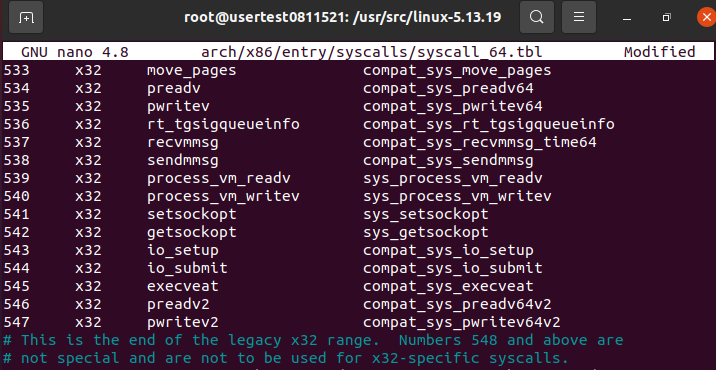 root@usertest0811521: /usr/src/linux-5.13.19
GNU nano 4.8 arch/x86/entry/syscalls/syscall_64.tbl Modified
533 x32 move_pages compat_sys_move_pages
534 x32 preadv compat_sys_preadv64
535 x32 pwritev compat_sys_pwritev64
536 x32 rt_tgsigqueueinfo compat_sys_rt_tgsigqueueinfo
537 x32 recvmmsg compat_sys_recvmmsg_time64
538 x32 sendmmsg compat_sys_sendmmsg
539 x32 process_vm_readv sys_process_vm_readv
540 x32 process_vm_writev sys_process_vm_writev
541 x32 setsockopt sys_setsockopt
542 x32 getsockopt sys_getsockopt
543 x32 io_setup compat_sys_io_setup
544 x32 io_submit compat_sys_io_submit
545 x32 execveat compat_sys_execveat
546 x32 preadv2 compat_sys_preadv64v2
547 x32 pwritev2 compat_sys_pwritev64v2
# This is the end of the legacy x32 range.  Numbers 548 and above are
# not special and are not to be used for x32-specific syscalls.